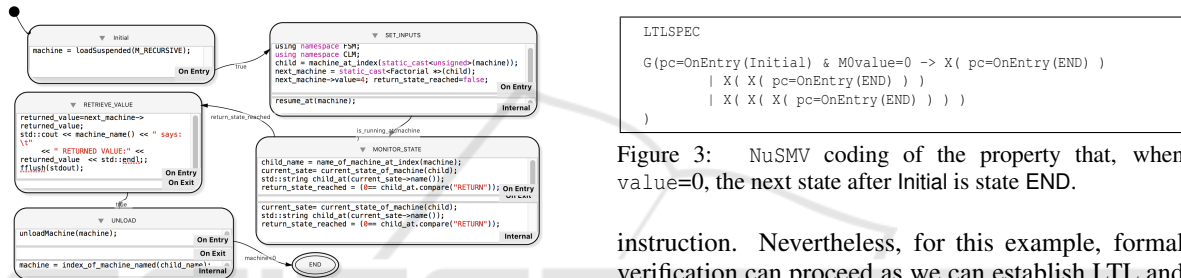 Initial
machine = loadSuspended(M_RECURSIVE);
On Entry
true
SET_INPUTS
using namespace FSM;
using namespace CLM;
child = machine_at_index(static_cast<unsigned>(machine));
next_machine = static_cast<Factorial *>(child);
next_machine->value=4; return_state_reached=false;
On Entry
resume_at(machine);
Internal
RETRIEVE_VALUE
returned_value=next_machine->
returned_value;
std::cout << machine_name() << " says:
\t"
<< " RETURNED VALUE:" <<
returned_value << std::endl;;
fflush(stdout);
On Entry
On Exit
return_state_reached
is_running_at(machine
)
MONITOR_STATE
child_name = name_of_machine_at_index(machine);
current_sate= current_state_of_machine(child);
std::string child_at(current_sate->name());
return_state_reached = (0== child_at.compare("RETURN"));
On Entry
On Exit
current_sate= current_state_of_machine(child);
std::string child_at(current_sate->name());
return_state_reached = (0== child_at.compare("RETURN"));
Internal
true
UNLOAD
unloadMachine(machine);
On Entry
On Exit
machine = index_of_machine_named(child_name);
Internal
machine<0
END
LTLSPEC
G(pc=OnEntry(Initial) & M0value=0 -> X( pc=OnEntry(END) )
| X( X( pc=OnEntry(END) ) )
| X( X( X( pc=OnEntry(END) ) ) )
)
Figure 3: NuSMV coding of the property that, when
value=0, the next state after Initial is state END.
instruction. Nevertheless, for this example, formal
verification can proceed as we can establish LTL and